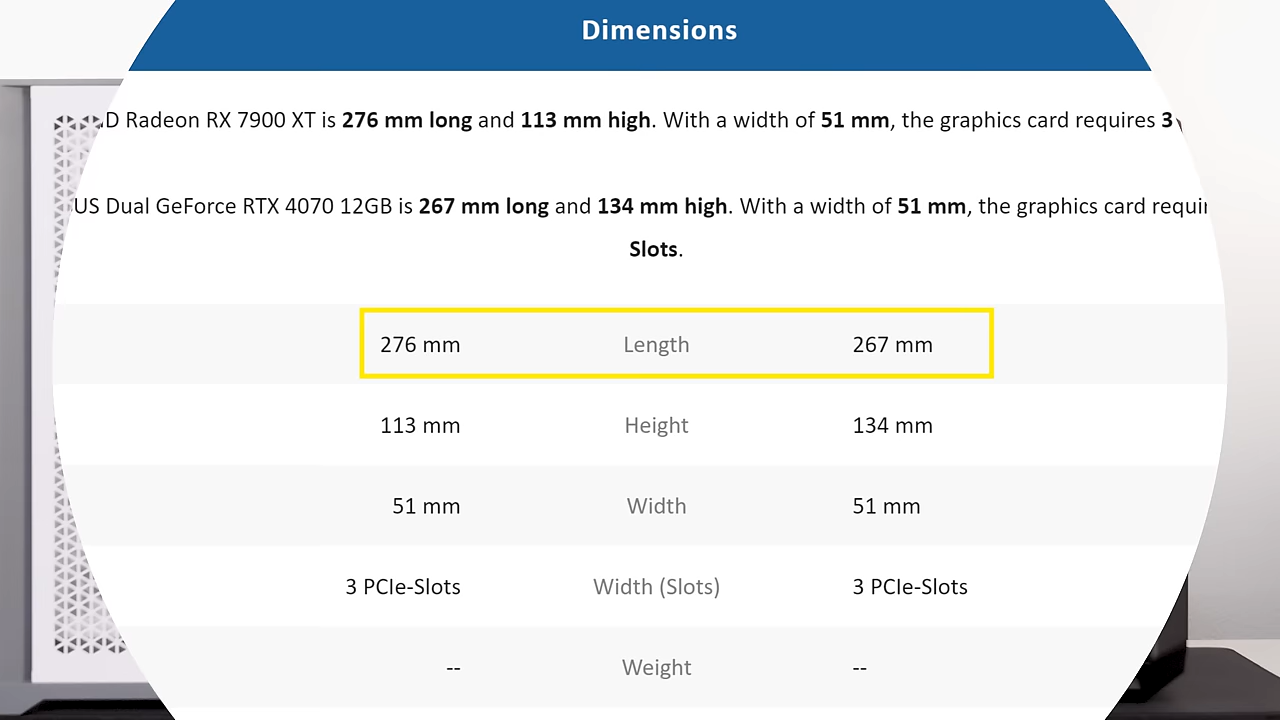 Dimensions
D Radeon RX 7900 XT is 276 mm long and 113 mm high. With a width of 51 mm, the graphics card requires 3
US Dual GeForce RTX 4070 12GB is 267 mm long and 134 mm high. With a width of 51 mm, the graphics card requir
Slots.
276 mm Length 267 mm
113 mm Height 134 mm
51 mm Width 51 mm
3 PCIe-Slots Width (Slots) 3 PCIe-Slots
-- Weight --